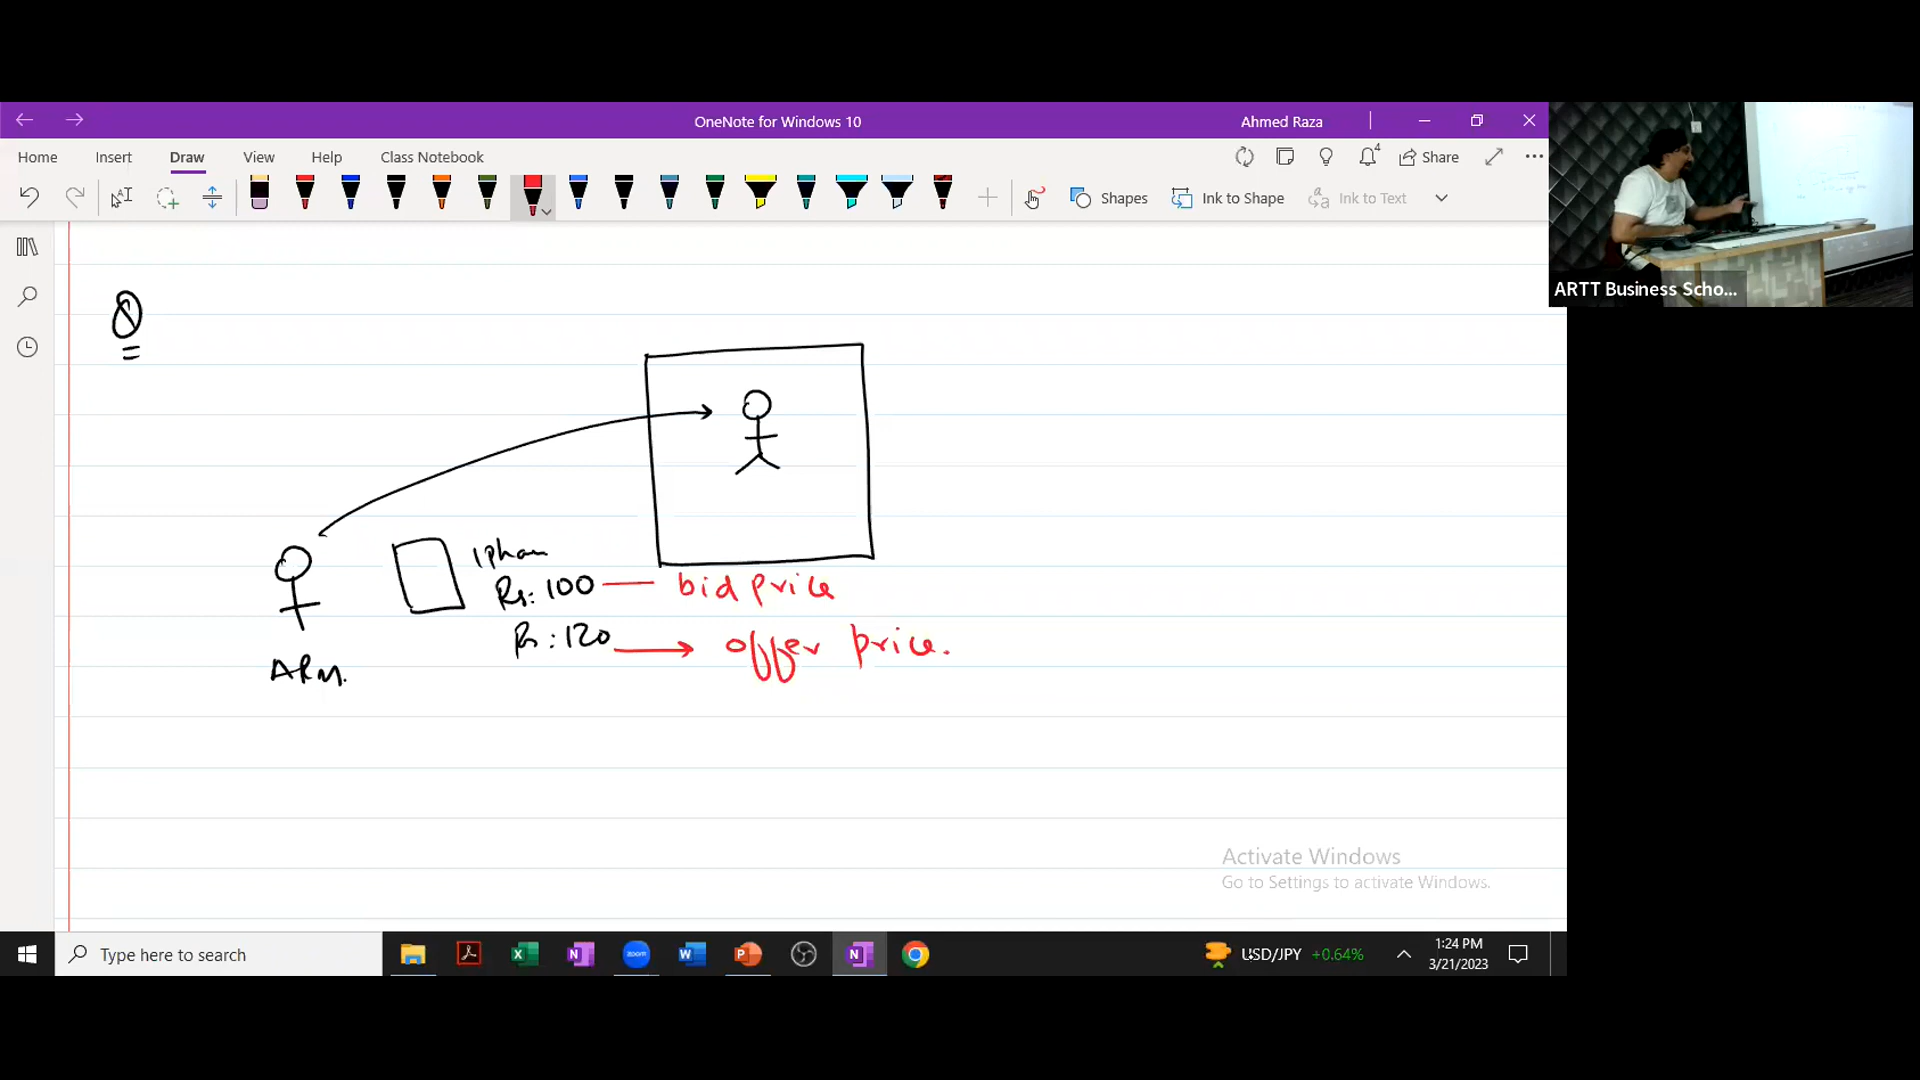 OneNote for Windows 10
Ahmed Raza
Home Insert Draw View Help Class Notebook
4
Share
Shapes
Ink to Shape
Ink to Text
ARTT Business Scho...
Q
Rs: 100 — bid price
Rs: 120 → offer price.
ARM.
Activate Windows
Go to Settings to activate Windows.
Type here to search
zoom
USD/JPY +0.64%
1:24 PM
3/21/2023